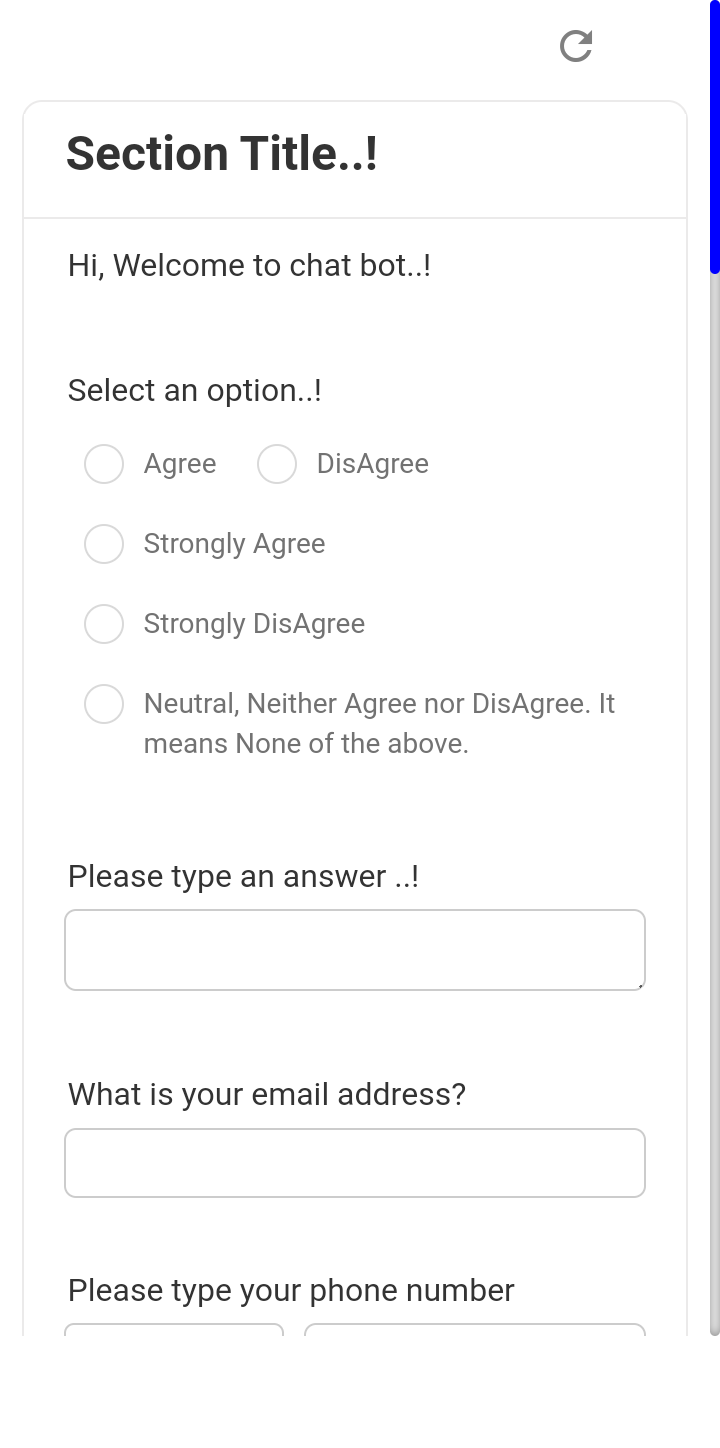 Section Title..!
Hi, Welcome to chat bot..!
Select an option..!
Agree DisAgree
Strongly Agree
Strongly DisAgree
Neutral, Neither Agree nor DisAgree. It
means None of the above.
Please type an answer ..!
What is your email address?
Please type your phone number